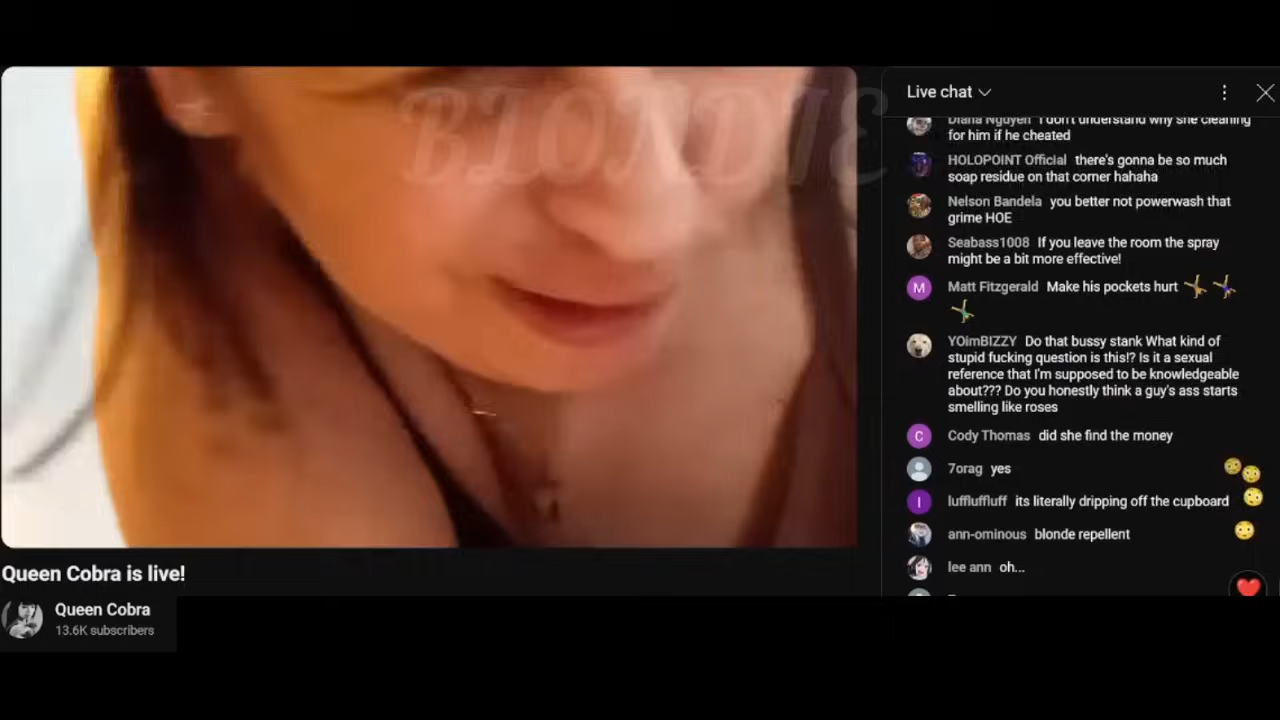 BLONDIE
Live chat
Diana Nguyen I don't understand why she cleaning
for him if he cheated
HOLOPOINT Official there's gonna be so much
soap residue on that corner hahaha
Nelson Bandela you better not powerwash that
grime HOE
Seabass1008 If you leave the room the spray
might be a bit more effective!
M
Matt Fitzgerald Make his pockets hurt
YOimBIZZY Do that bussy stank What kind of
stupid fucking question is this!? Is it a sexual
reference that I'm supposed to be knowledgeable
about??? Do you honestly think a guy's ass starts
smelling like roses
C
Cody Thomas did she find the money
7orag yes
l
luffluffluff its literally dripping off the cupboard
ann-ominous blonde repellent
lee ann oh...
Queen Cobra is live!
Queen Cobra
13.6K subscribers